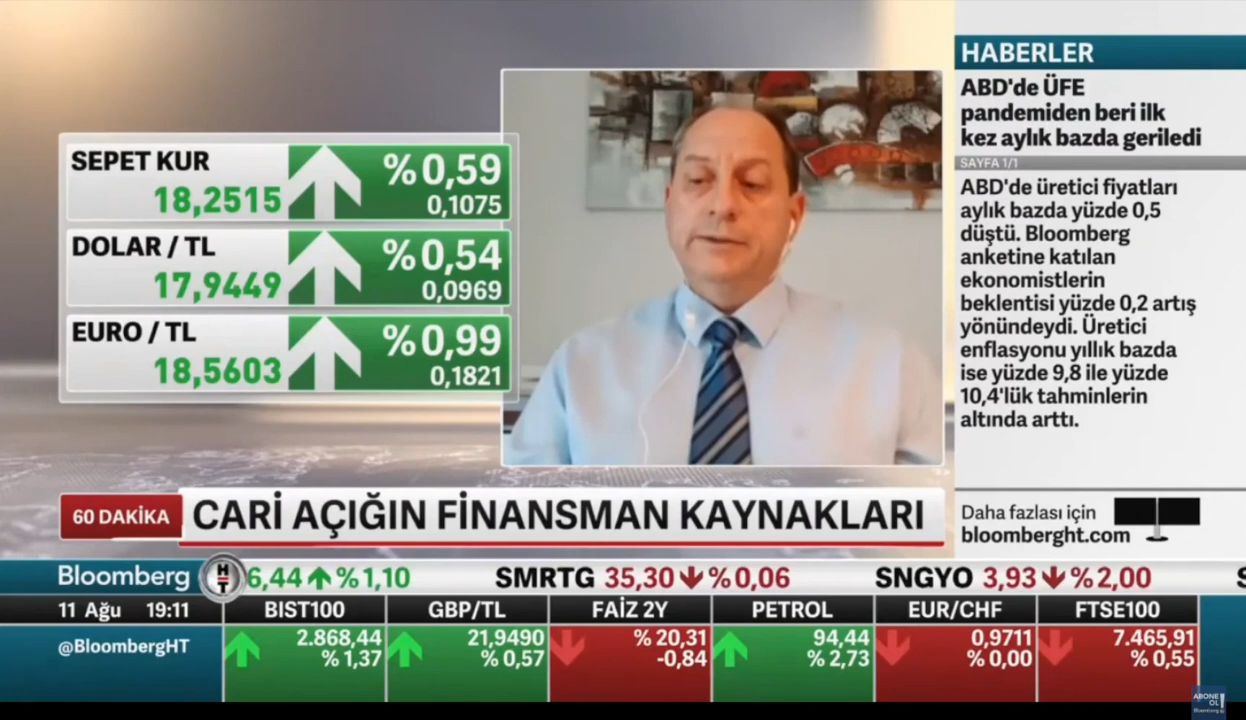 SEPET KUR
18,2515
%0,59
0,1075
DOLAR / TL
17,9449
%0,54
0,0969
EURO / TL
18,5603
%0,99
0,1821
HABERLER
ABD'de ÜFE
pandemiden beri ilk
kez aylık bazda geriledi
SAYFA 1/1
ABD'de üretici fiyatları
aylık bazda yüzde 0,5
düştü. Bloomberg
anketine katılan
ekonomistlerin
beklentisi yüzde 0,2 artış
yönündeydi. Üretici
enflasyonu yıllık bazda
ise yüzde 9,8 ile yüzde
10,4'lük tahminlerin
altında arttı.
Daha fazlası için
bloomberght.com
60 DAKİKA
CARİ AÇIĞIN FİNANSMAN KAYNAKLARI
Bloomberg HT 6,44 %1,10 SMRTG 35,30 %0,06 SNGYO 3,93 %2,00 S
11 Ağu 19:11 BIST100 GBP/TL FAİZ 2Y PETROL EUR/CHF FTSE100
@BloombergHT
2.868,44 21,9490 % 20,31 94,44 0,9711 7.465,91
% 1,37 % 0,57 -0,84 % 2,73 % 0,00 % 0,55
ABONE
OL!
Bloomberg